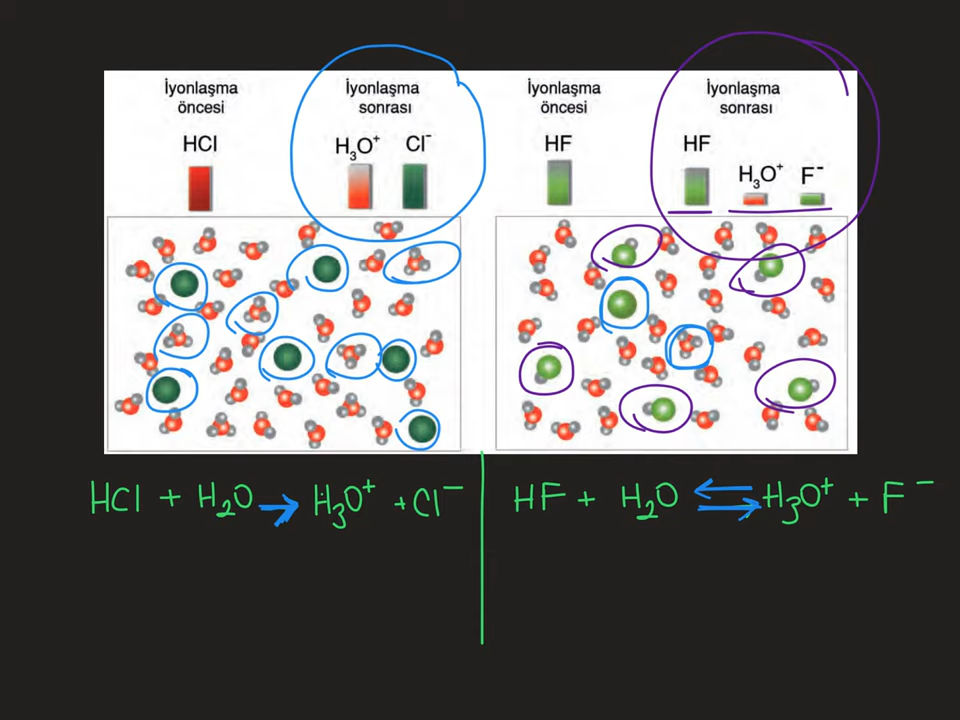 İyonlaşma öncesi
HCl
İyonlaşma sonrası
H₃O⁺ Cl⁻
İyonlaşma öncesi
HF
İyonlaşma sonrası
HF H₃O⁺ F⁻
HCl + H₂O → H₃O⁺ + Cl⁻
HF + H₂O ⇌ H₃O⁺ + F⁻